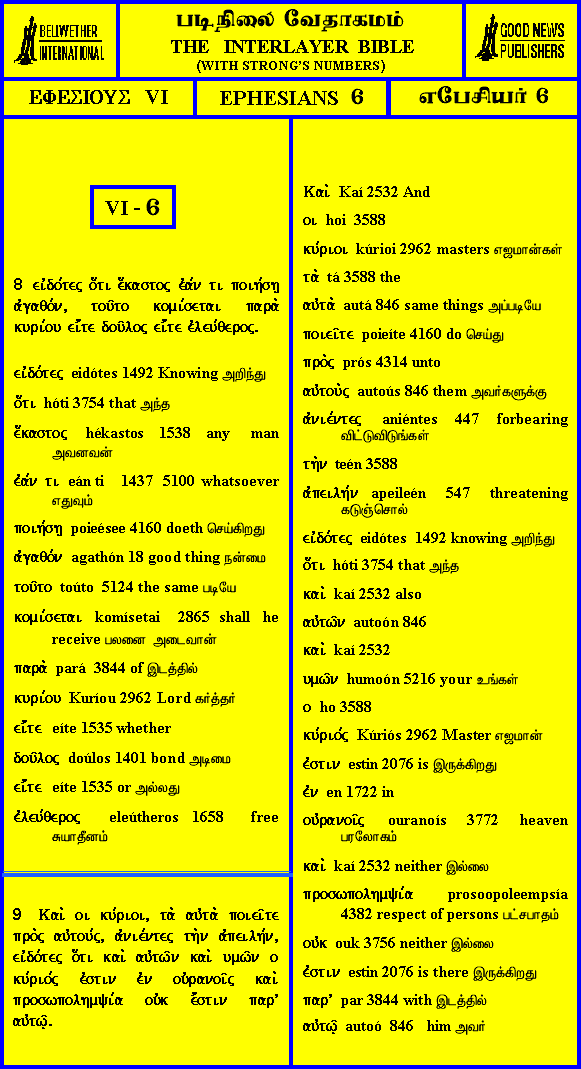 BELLWETHER INTERNATIONAL
படிநிலை வேதாகமம்
THE INTERLAYER BIBLE
(WITH STRONG'S NUMBERS)
GOOD NEWS PUBLISHERS
ΕΦΕΣΙΟΥΣ VI
EPHESIANS 6
எபேசியர் 6
VI - 6
8 εἰδότες ὅτι ἕκαστος ἐάν τι ποιήσῃ
ἀγαθόν, τοῦτο κομίσεται παρὰ
κυρίου εἴτε δοῦλος εἴτε ἐλεύθερος.
εἰδότες eidótes 1492 Knowing அறிந்து
ὅτι hóti 3754 that அந்த
ἕκαστος hékastos 1538 any man
அவனவன்
ἐάν τι eán ti 1437 5100 whatsoever
எதுவும்
ποιήσῃ poieésee 4160 doeth செய்கிறது
ἀγαθόν agathón 18 good thing நன்மை
τοῦτο toúto 5124 the same படியே
κομίσεται komísetai 2865 shall he
receive பலனை அடைவான்
παρὰ pará 3844 of இடத்தில்
κυρίου Kuríou 2962 Lord கர்த்தர்
εἴτε eíte 1535 whether
δοῦλος doúlos 1401 bond அடிமை
εἴτε eíte 1535 or அல்லது
ἐλεύθερος eleútheros 1658 free
சுயாதீனம்
9 Καὶ οι κύριοι, τὰ αὐτὰ ποιεῖτε
πρὸς αὐτούς, ἀνιέντες τὴν ἀπειλήν,
εἰδότες ὅτι καὶ αὐτῶν καὶ υμῶν ο
κύριός ἐστιν ἐν οὐρανοῖς καὶ
προσωπολημψία οὐκ ἔστιν παρ'
αὐτῷ.
Καὶ Kaí 2532 And
οι hoi 3588
κύριοι kúrioi 2962 masters எஜமான்கள்
τὰ tá 3588 the
αὐτὰ autá 846 same things அப்படியே
ποιεῖτε poieíte 4160 do செய்து
πρὸς prós 4314 unto
αὐτοὺς autoús 846 them அவர்களுக்கு
ἀνιέντες aniéntes 447 forbearing
விட்டுவிடுங்கள்
τὴν teén 3588
ἀπειλήν apeileén 547 threatening
கடுஞ்சொல்
εἰδότες eidótes 1492 knowing அறிந்து
ὅτι hóti 3754 that அந்த
καὶ kaí 2532 also
αὐτῶν autoón 846
καὶ kaí 2532
υμῶν humoón 5216 your உங்கள்
ο ho 3588
κύριός Kúriós 2962 Master எஜமான்
ἐστιν estin 2076 is இருக்கிறது
ἐν en 1722 in
οὐρανοῖς ouranoís 3772 heaven
பரலோகம்
καὶ kaí 2532 neither இல்லை
προσωπολημψία prosoopoleempsía
4382 respect of persons பட்சபாதம்
οὐκ ouk 3756 neither இல்லை
ἐστιν estin 2076 is there இருக்கிறது
παρ' par 3844 with இடத்தில்
αὐτῷ autoó 846 him அவர்